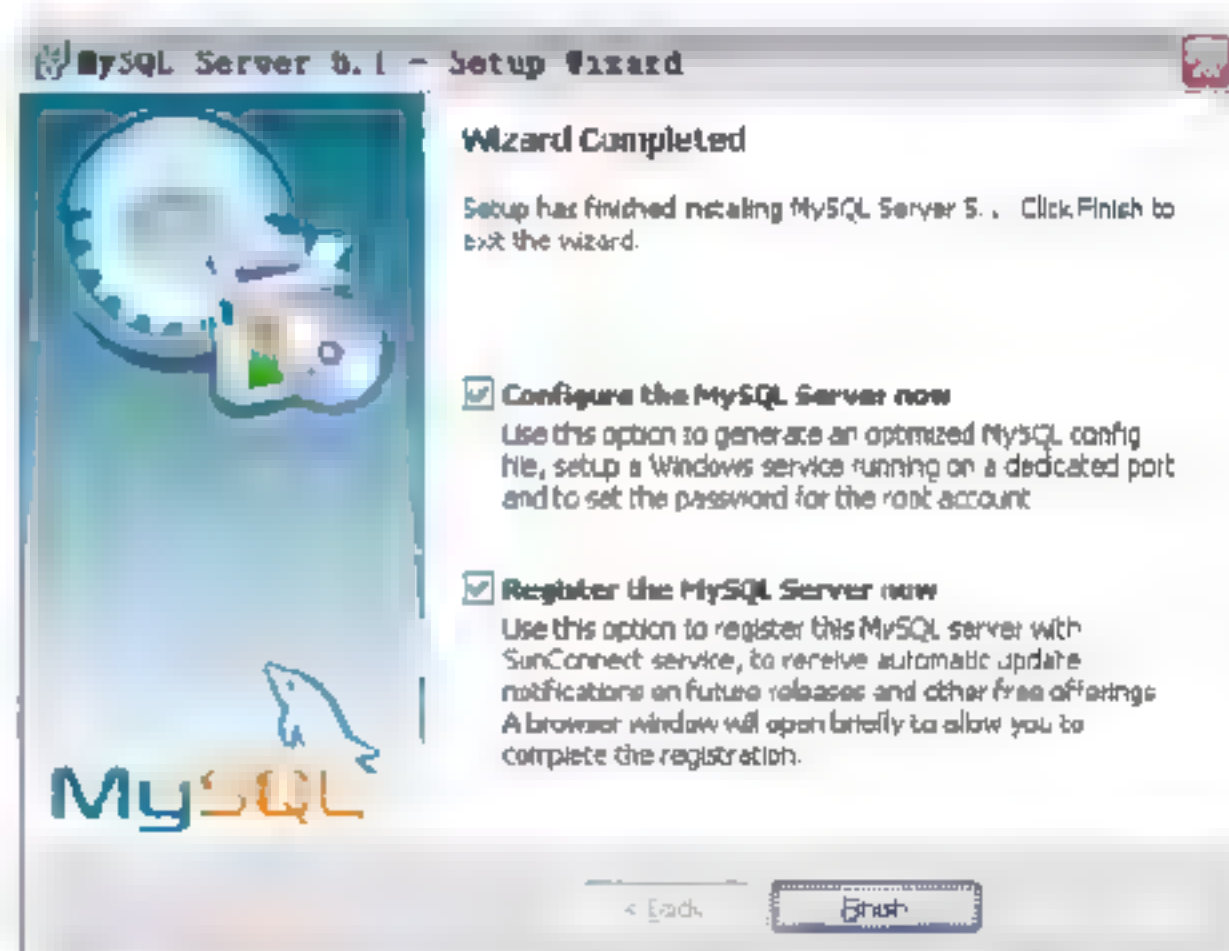 MySQL Server 5.1 - Setup Wizard
Wizard Completed
Setup has finished installing MySQL Server 5. . Click Finish to
exit the wizard.
Configure the MySQL Server now
Use this option to generate an optimized MySQL config
file, setup a Windows service running on a dedicated port
and to set the password for the root account
Register the MySQL Server now
Use this option to register this MySQL server with
SunConnect service, to receive automatic update
notifications on future releases and other free offerings
A browser window will open briefly to allow you to
complete the registration.
MySQL
< Back
Finish